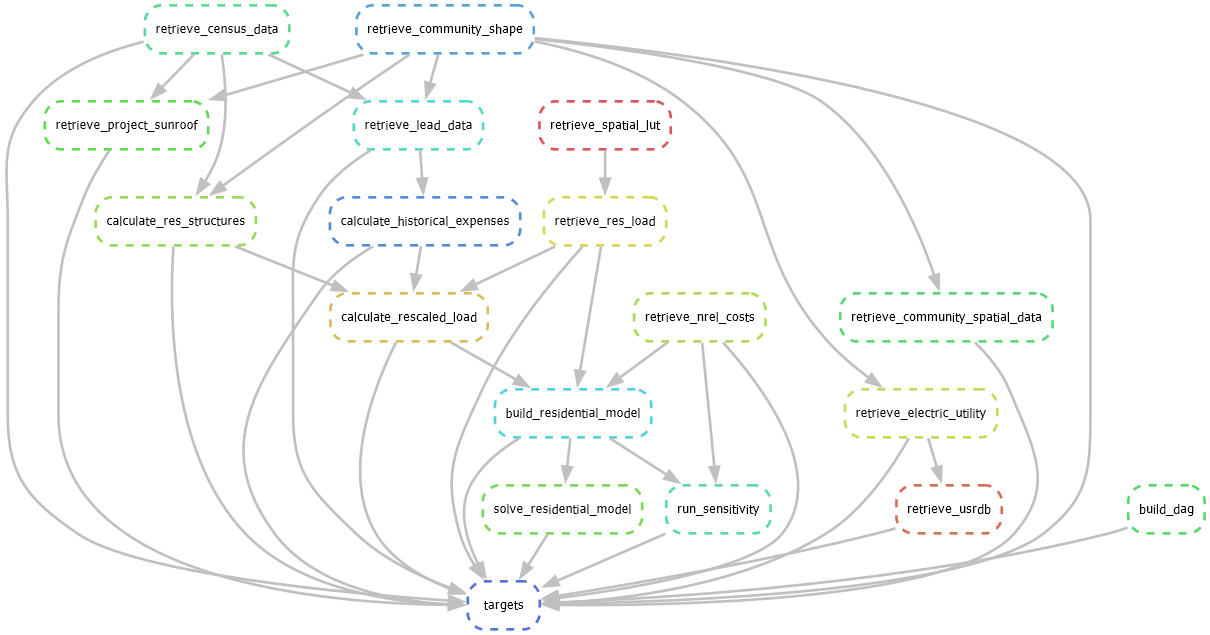 retrieve_census_data
retrieve_community_shape
retrieve_project_sunroof
retrieve_lead_data
retrieve_spatial_lut
calculate_res_structures
calculate_historical_expenses
retrieve_res_load
calculate_rescaled_load
retrieve_nrel_costs
retrieve_community_spatial_data
build_residential_model
retrieve_electric_utility
solve_residential_model
run_sensitivity
retrieve_usrdb
build_dag
targets